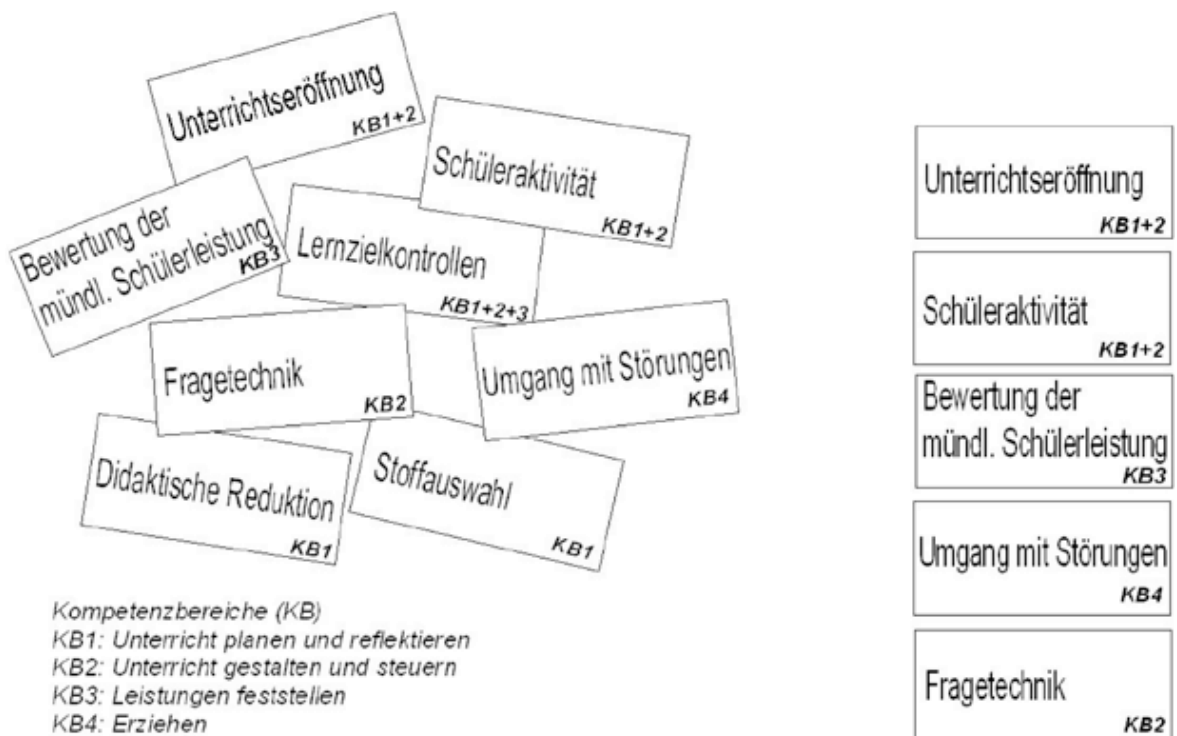 Unterrichtseröffnung
KB1+2
Schüleraktivität
KB1+2
Bewertung der
mündl. Schülerleistung
KB3
Lernzielkontrollen
KB1+2+3
Fragetechnik
KB2
Umgang mit Störungen
KB4
Didaktische Reduktion
KB1
Stoffauswahl
KB1
Kompetenzbereiche (KB)
KB1: Unterricht planen und reflektieren
KB2: Unterricht gestalten und steuern
KB3: Leistungen feststellen
KB4: Erziehen
Unterrichtseröffnung
KB1+2
Schüleraktivität
KB1+2
Bewertung der
mündl. Schülerleistung
KB3
Umgang mit Störungen
KB4
Fragetechnik
KB2